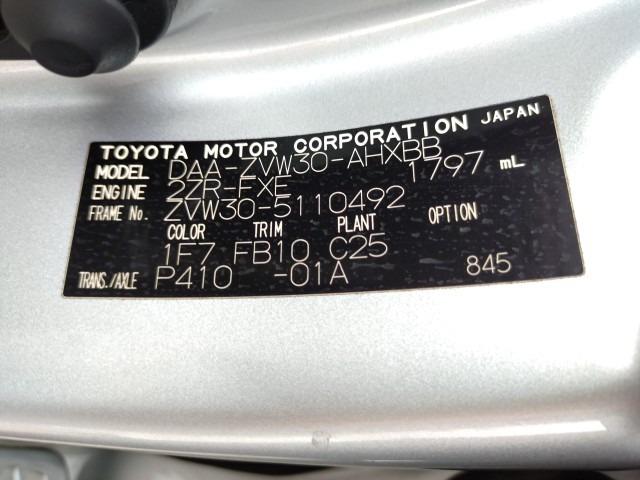 TOYOTA MOTOR CORPORATION JAPAN
MODEL DAA-ZVW30-AHXBB
ENGINE 2ZR-FXE 1797 mL
FRAME No. ZVW30-5110492
COLOR TRIM PLANT OPTION
1F7 FB10 C25
TRANS./AXLE P410 -01A 845